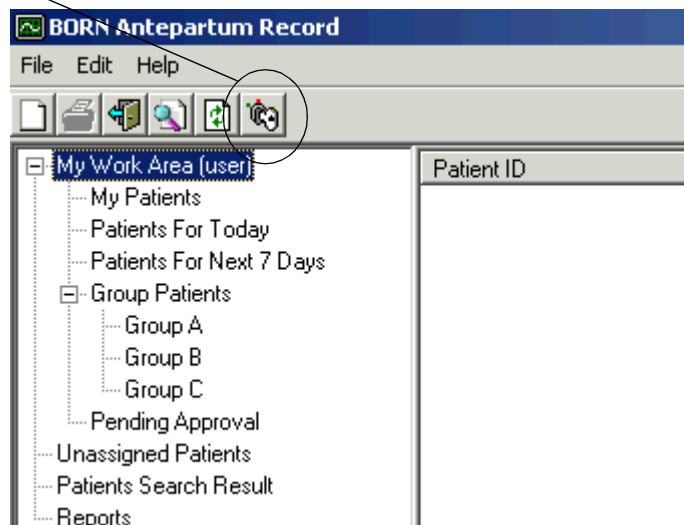 BORN Antepartum Record
File Edit Help
My Work Area (user)
Patient ID
My Patients
Patients For Today
Patients For Next 7 Days
Group Patients
Group A
Group B
Group C
Pending Approval
Unassigned Patients
Patients Search Result
Reports